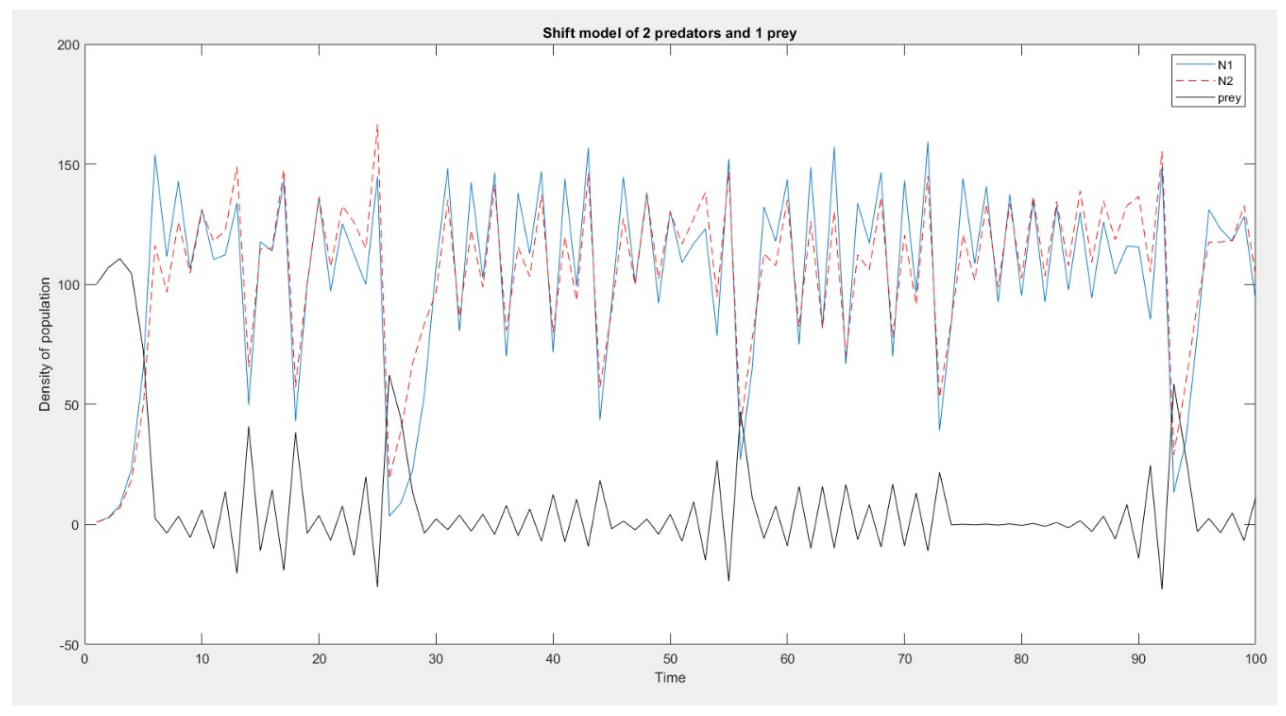 Shift model of 2 predators and 1 prey
200
150
100
50
0
-50
Density of population
0 10 20 30 40 50 60 70 80 90 100
Time
N1
N2
prey